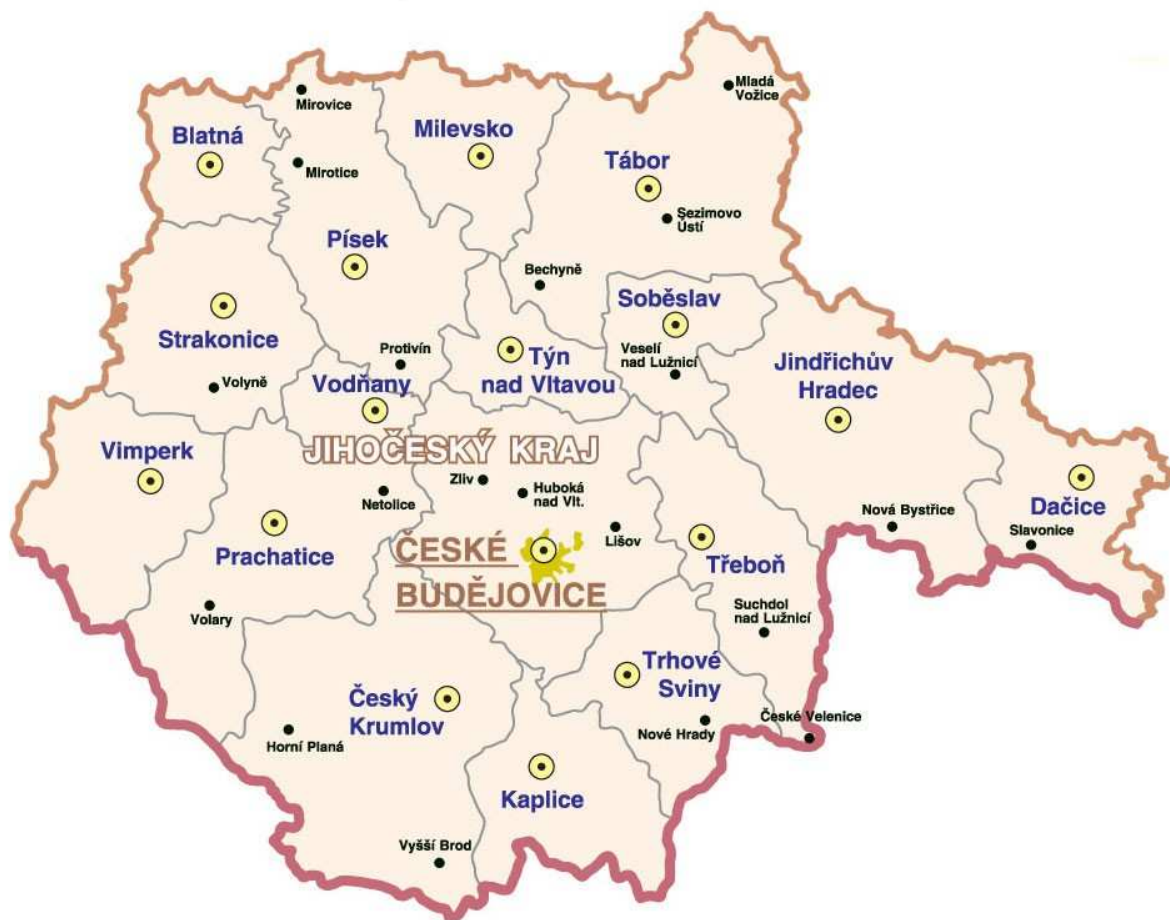 Mladá
Vožice
Mirovice
Blatná
Milevsko
Mirotice
Tábor
Sezimovo
Ústí
Písek
Bechyně
Soběslav
Strakonice
Protivín
Týn
nad Vltavou
Veselí
nad Lužnicí
Jindřichův
Hradec
Volyně
Vodňany
Vimperk
JIHOČESKÝ KRAJ
Zliv
Huboká
nad Vlt.
Netolice
Dačice
Nová Bystřice
Slavonice
Prachatice
ČESKÉ
BUDĚJOVICE
Lišov
Třeboň
Volary
Suchdol
nad Lužnicí
Trhové
Sviny
Český
Krumlov
Nové Hrady
České Velenice
Horní Planá
Kaplice
Vyšší Brod